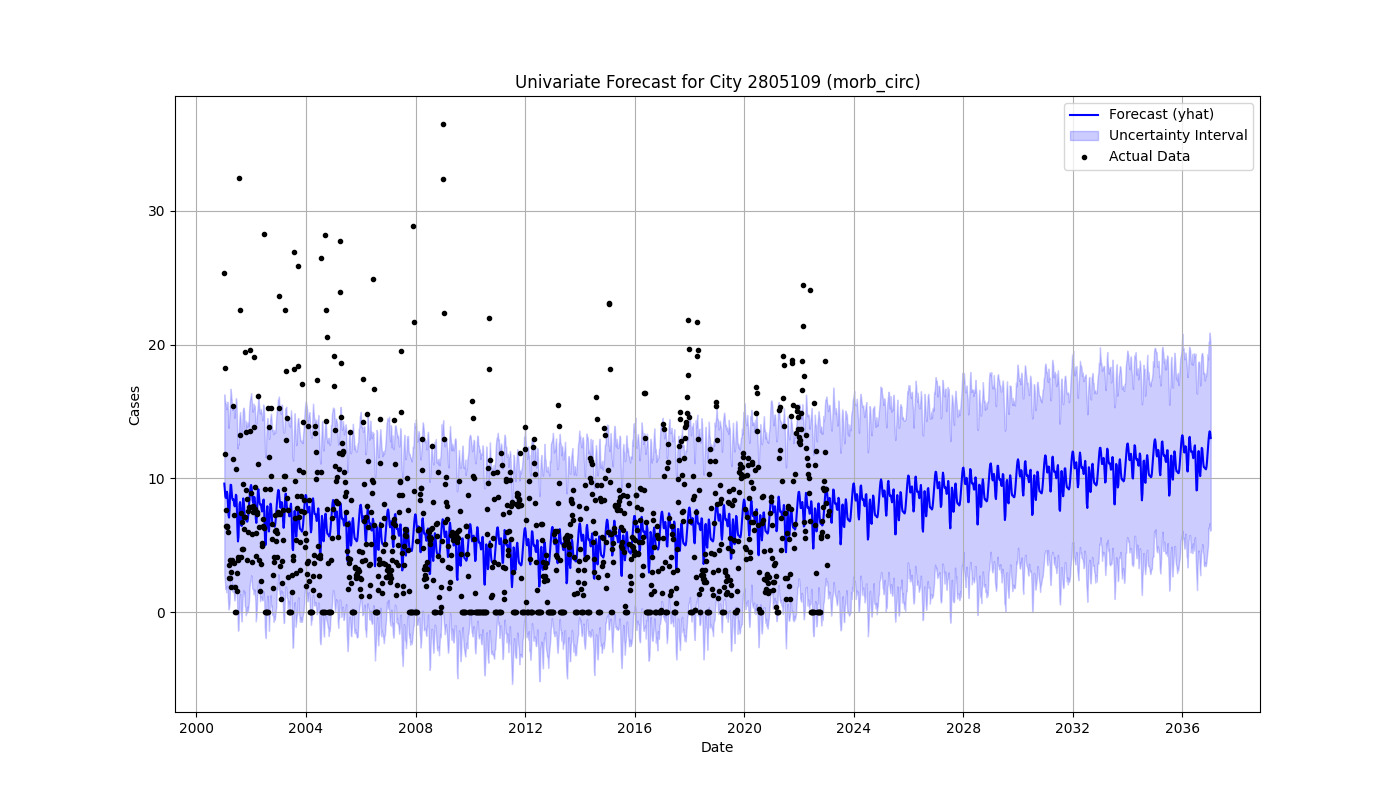 Univariate Forecast for City 2805109 (morb_circ)
Forecast (yhat)
Uncertainty Interval
Actual Data
Cases
30
20
10
0
2000 2004 2008 2012 2016 2020 2024 2028 2032 2036
Date